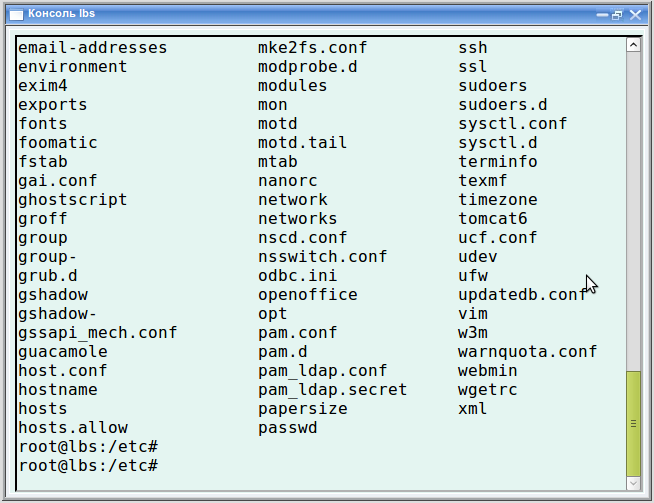 Консоль lbs
email-addresses mke2fs.conf ssh
environment modprobe.d ssl
exim4 modules sudoers
exports mon sudoers.d
fonts motd sysctl.conf
foomatic motd.tail sysctl.d
fstab mtab terminfo
gai.conf nanorc texmf
ghostscript network timezone
groff networks tomcat6
group nscd.conf ucf.conf
group- nsswitch.conf udev
grub.d odbc.ini ufw
gshadow openoffice updatedb.conf
gshadow- opt vim
gssapi_mech.conf pam.conf w3m
guacamole pam.d warnquota.conf
host.conf pam_ldap.conf webmin
hostname pam_ldap.secret wgetrc
hosts papersize xml
hosts.allow passwd
root@lbs:/etc#
root@lbs:/etc#